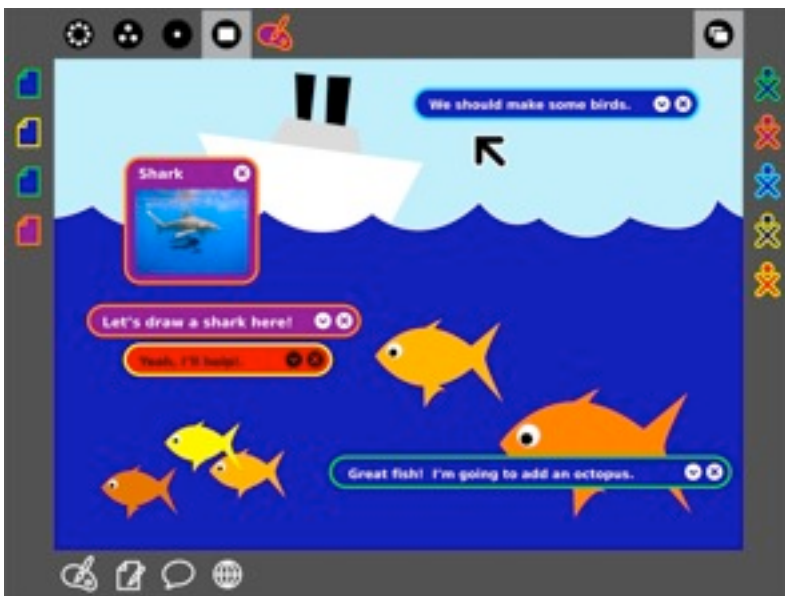 We should make some birds.
Shark
Let's draw a shark here!
Yeah, I'll help!
Great fish! I'm going to add an octopus.